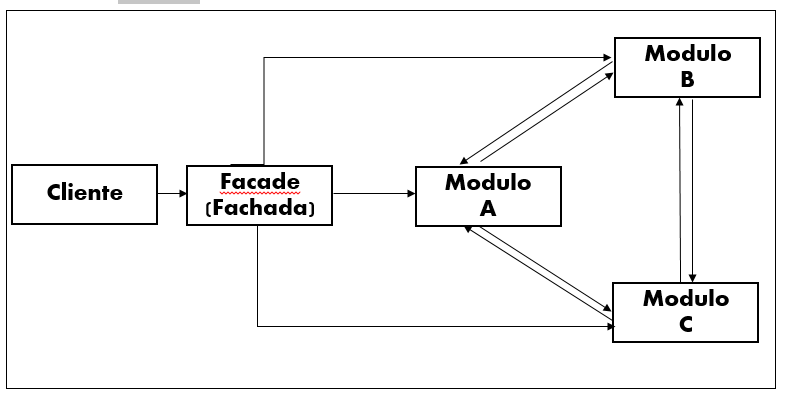 Modulo
B
Cliente
Facade
(Fachada)
Modulo
A
Modulo
C